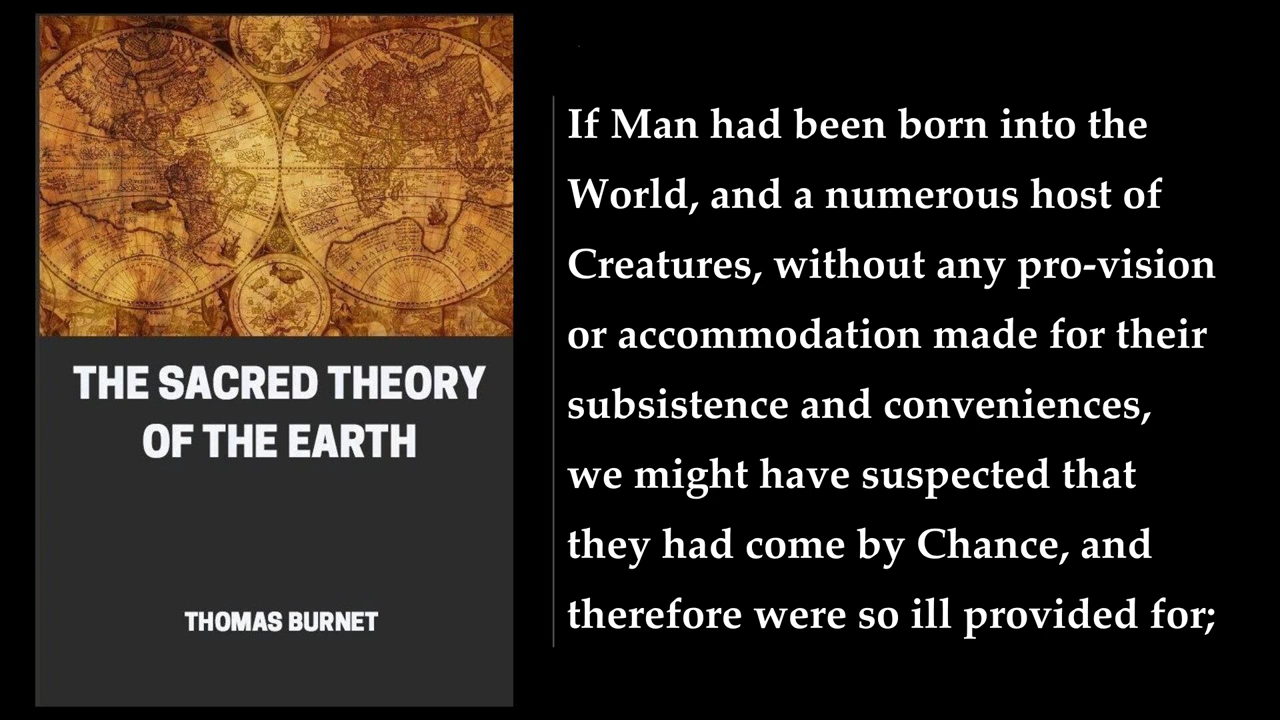 THE SACRED THEORY
OF THE EARTH
THOMAS BURNET
If Man had been born into the
World, and a numerous host of
Creatures, without any pro-vision
or accommodation made for their
subsistence and conveniences,
we might have suspected that
they had come by Chance, and
therefore were so ill provided for;